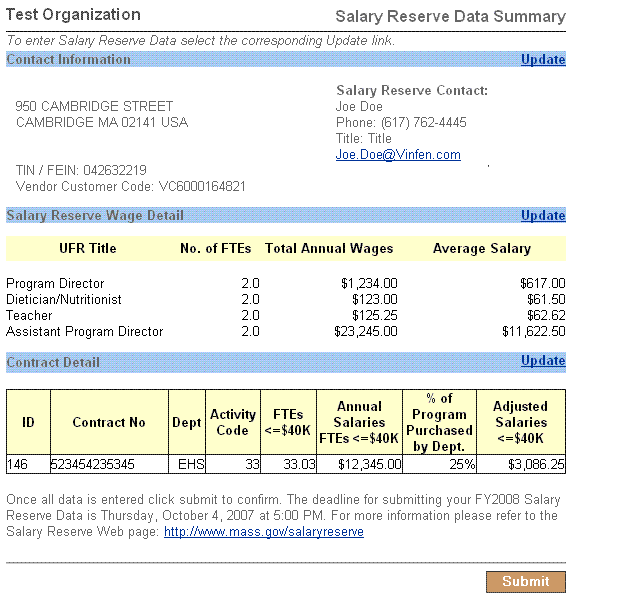 Test Organization Salary Reserve Data Summary
To enter Salary Reserve Data select the corresponding Update link.
Contact Information Update
Salary Reserve Contact:
950 CAMBRIDGE STREET Joe Doe
CAMBRIDGE MA 02141 USA Phone: (617) 762-4445
Title: Title
Joe.Doe@Vinfen.com
TIN / FEIN: 042632219
Vendor Customer Code: VC6000164821
Salary Reserve Wage Detail Update
UFR Title No. of FTEs Total Annual Wages Average Salary
Program Director 2.0 $1,234.00 $617.00
Dietician/Nutritionist 2.0 $123.00 $61.50
Teacher 2.0 $125.25 $62.62
Assistant Program Director 2.0 $23,245.00 $11,622.50
Contract Detail Update
ID Contract No Dept Activity Code FTEs <=$40K Annual Salaries FTEs <=$40K % of Program Purchased by Dept. Adjusted Salaries <=$40K
146 523454235345 EHS 33 33.03 $12,345.00 25% $3,086.25
Once all data is entered click submit to confirm. The deadline for submitting your FY2008 Salary
Reserve Data is Thursday, October 4, 2007 at 5:00 PM. For more information please refer to the
Salary Reserve Web page: http://www.mass.gov/salaryreserve
Submit